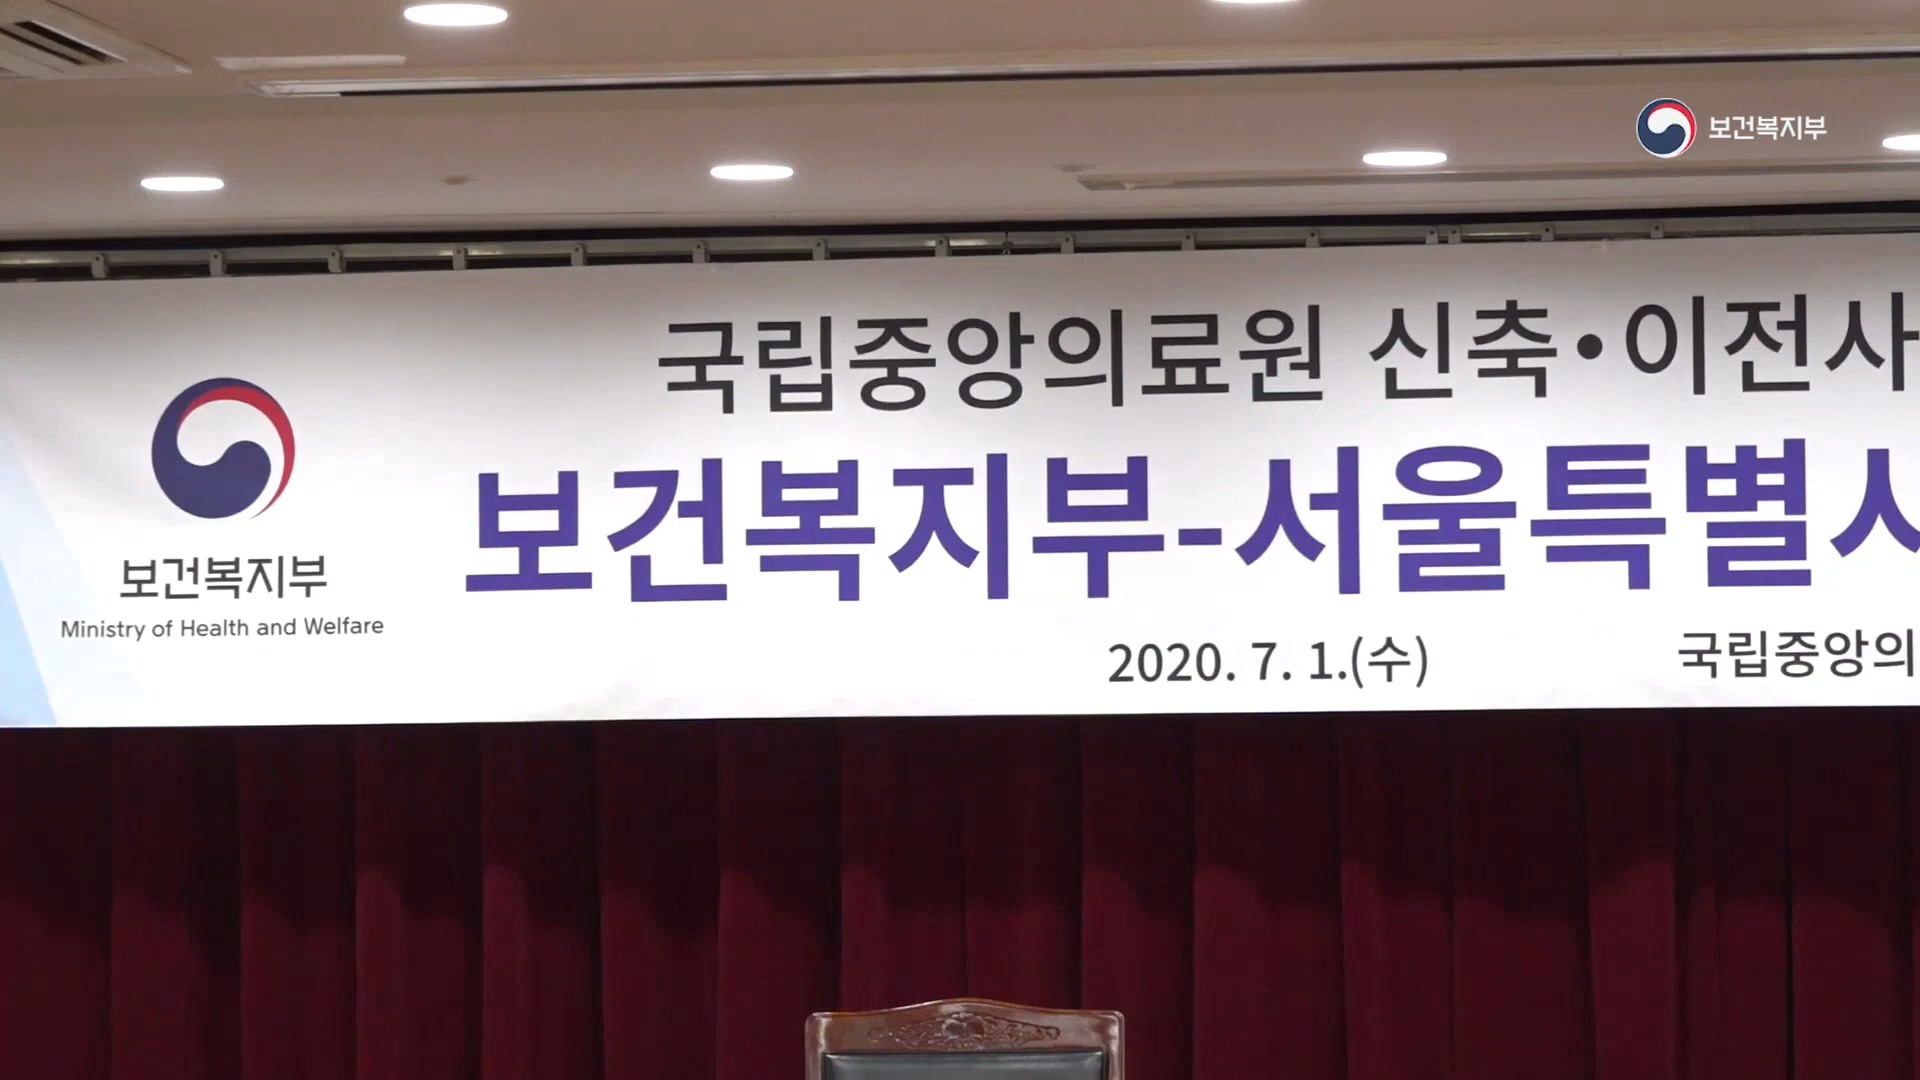 보건복지부
국립중앙의료원 신축·이전사
보건복지부-서울특별시
2020. 7. 1.(수)
국립중앙의
보건복지부
Ministry of Health and Welfare